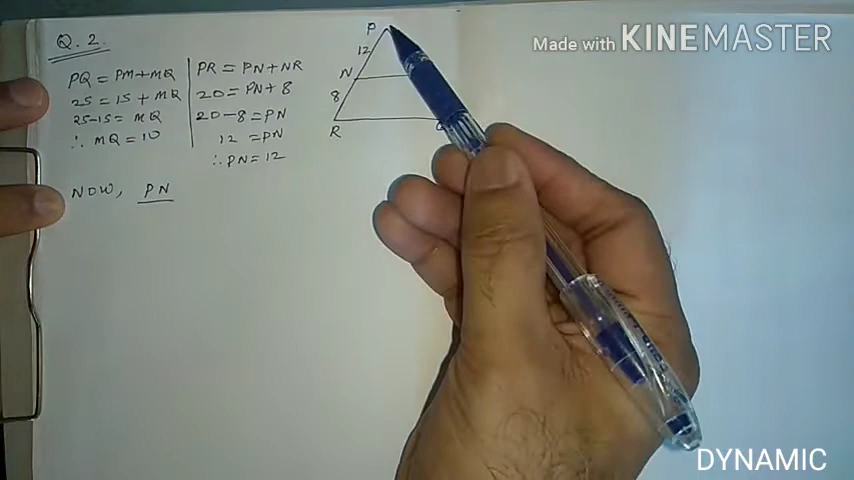 Q. 2.
PQ = PM + MQ
25 = 15 + MQ
25 - 15 = MQ
∴ MQ = 10
PR = PN + NR
20 = PN + 8
20 - 8 = PN
12 = PN
∴ PN = 12
NOW, PN
P
12
N
8
R
Made with KINEMASTER
DYNAMIC